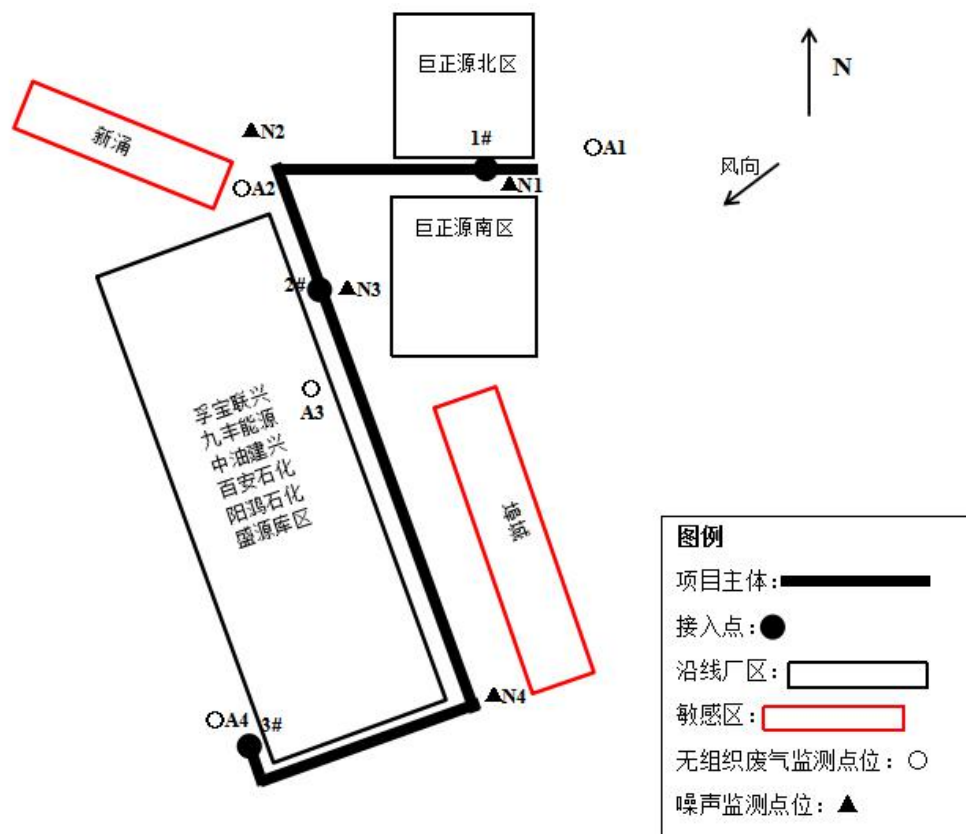 巨正源北区
N
N2
1#
A1
新涌
风向
A2
N1
巨正源南区
2#
N3
A3
孚宝联兴
九丰能源
中油建兴
百安石化
阳鸿石化
盛源库区
图例
项目主体:
接入点:
N4
沿线厂区:
A4
3#
敏感区:
无组织废气监测点位:
噪声监测点位: